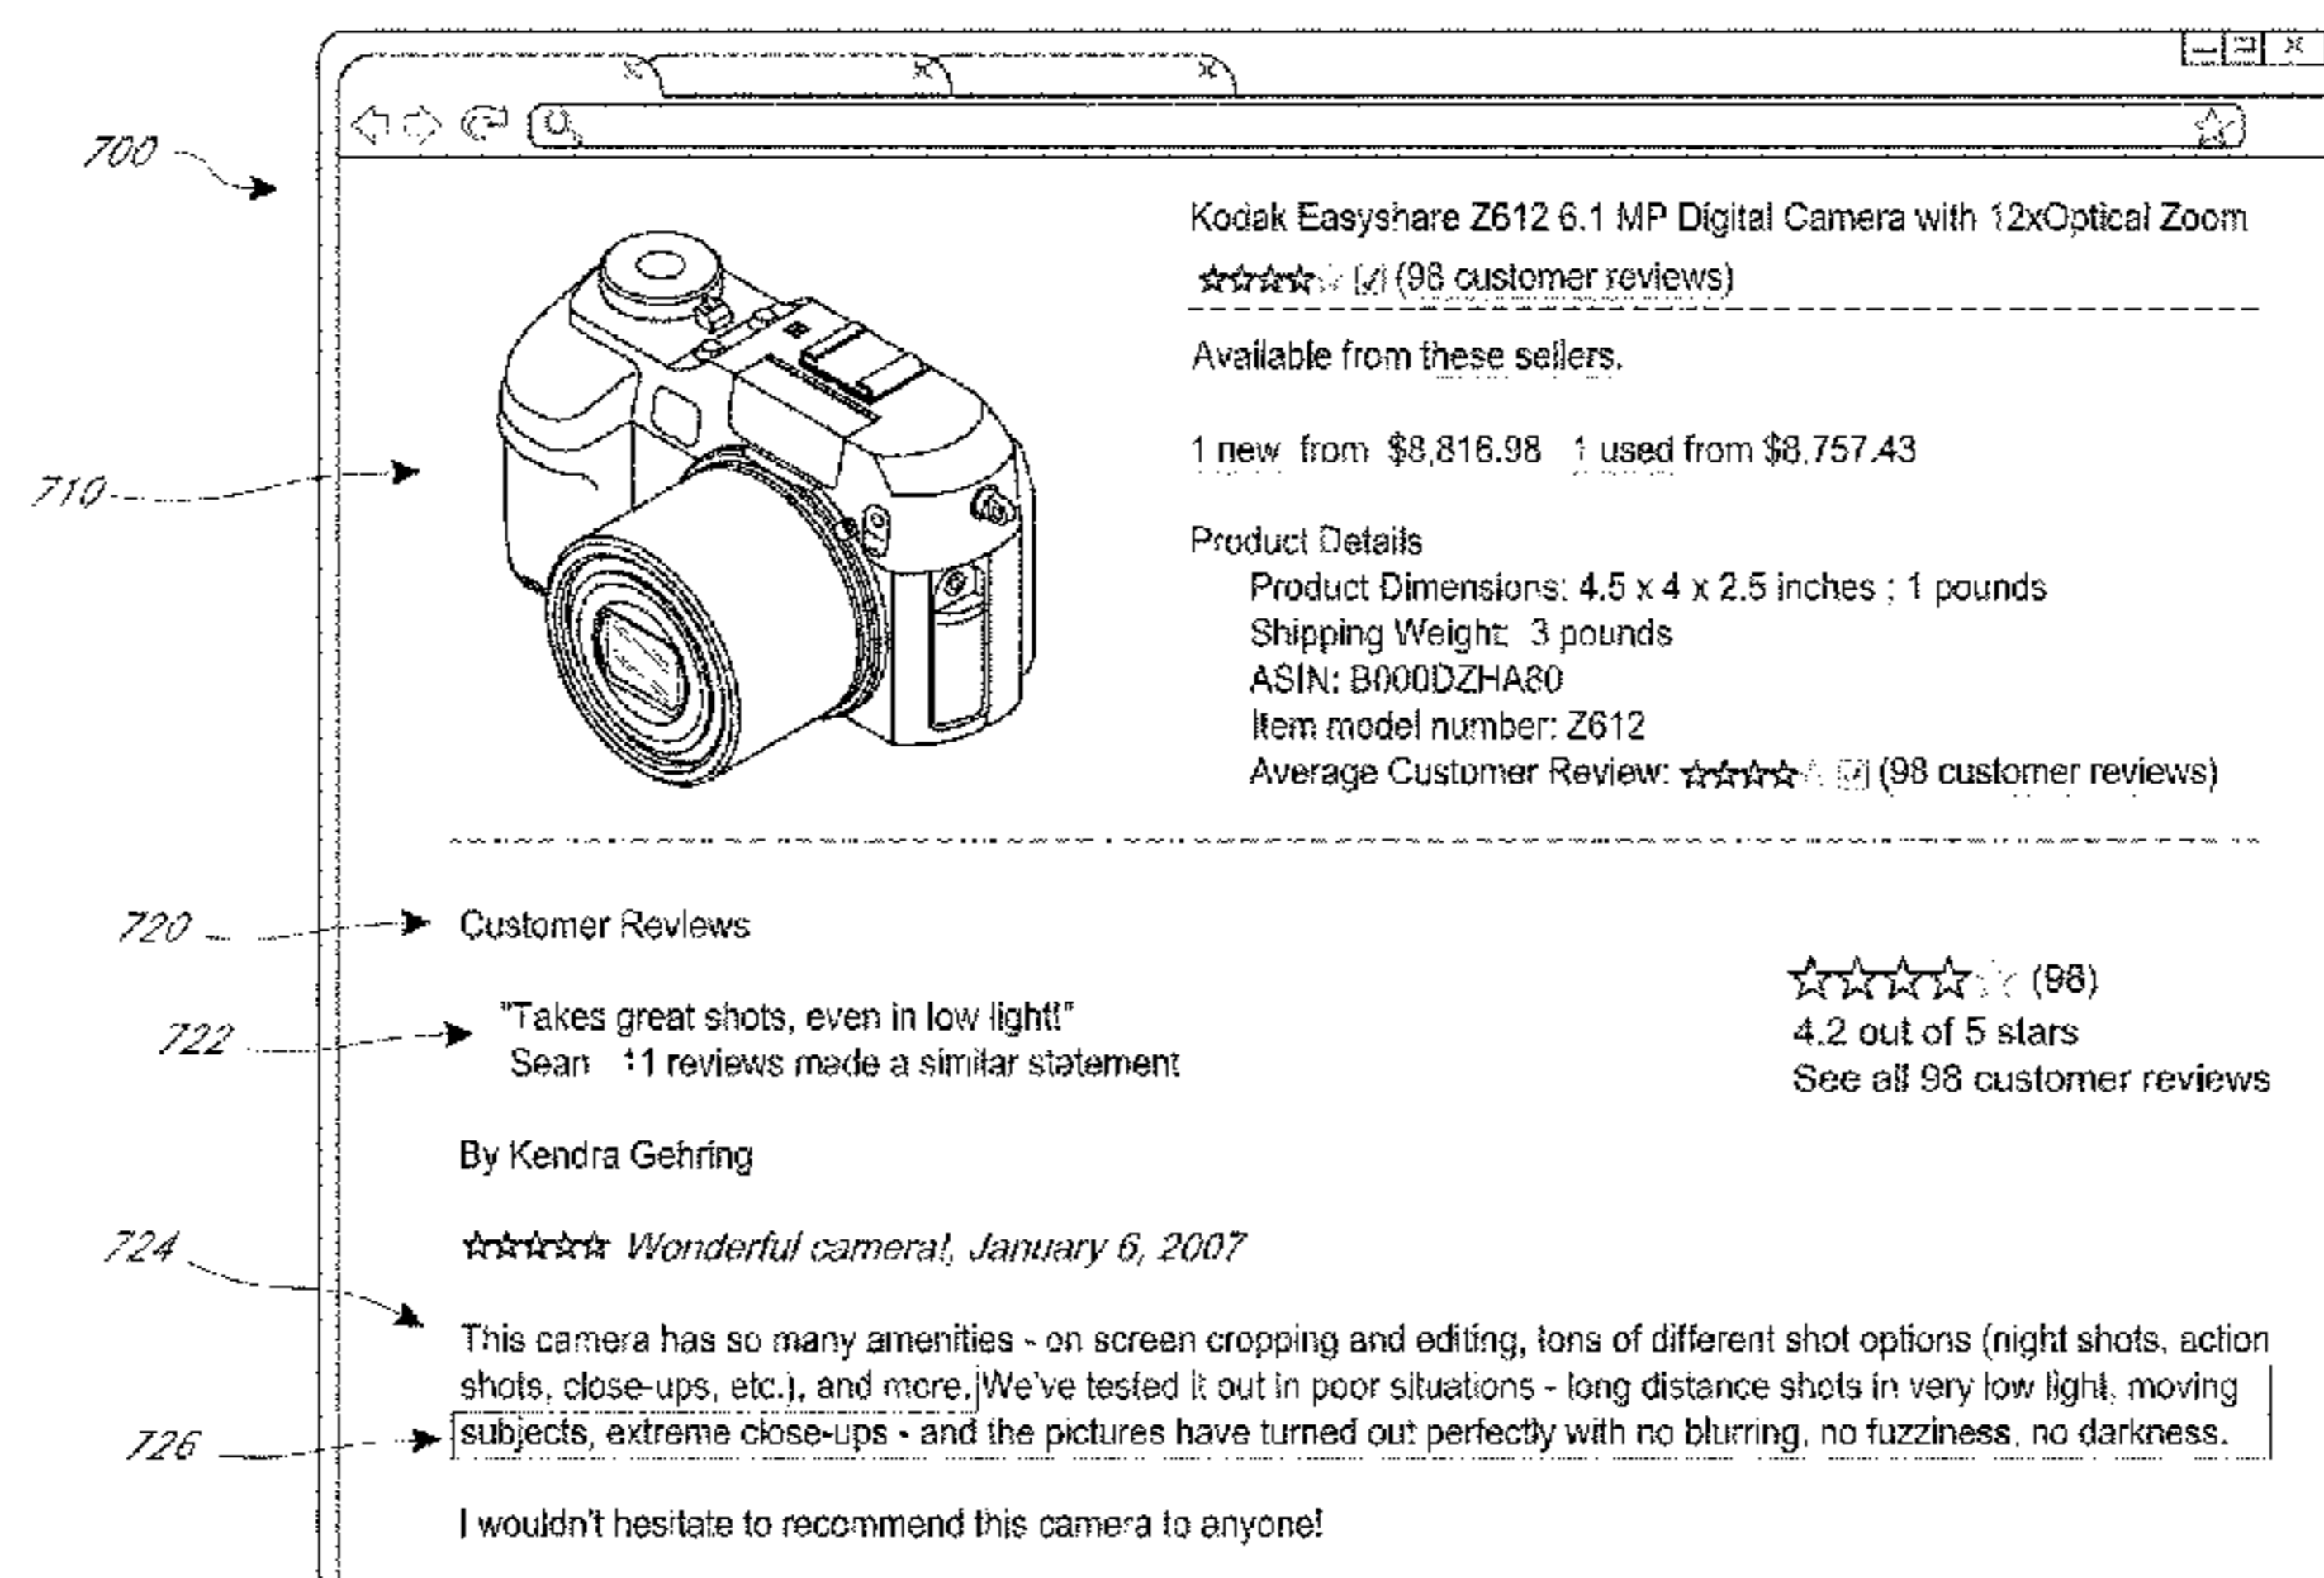 700
Kodak Easyshare Z612 6.1 MP Digital Camera with 12xOptical Zoom
(98 customer reviews)
Available from these sellers.
1 new from $8,816.98 1 used from $8,757.43
710
Product Details
Product Dimensions: 4.5 x 4 x 2.5 inches ; 1 pounds
Shipping Weight: 3 pounds
ASIN: B000DZHA80
Item model number: Z612
Average Customer Review: (98 customer reviews)
720
Customer Reviews
(98)
4.2 out of 5 stars
See all 98 customer reviews
722
"Takes great shots, even in low light!"
Sean 11 reviews made a similar statement
By Kendra Gehring
724
Wonderful camera!, January 6, 2007
This camera has so many amenities - on screen cropping and editing, tons of different shot options (night shots, action
shots, close-ups, etc.), and more. We've tested it out in poor situations - long distance shots in very low light, moving
726
subjects, extreme close-ups - and the pictures have turned out perfectly with no blurring, no fuzziness, no darkness.
I wouldn't hesitate to recommend this camera to anyone!